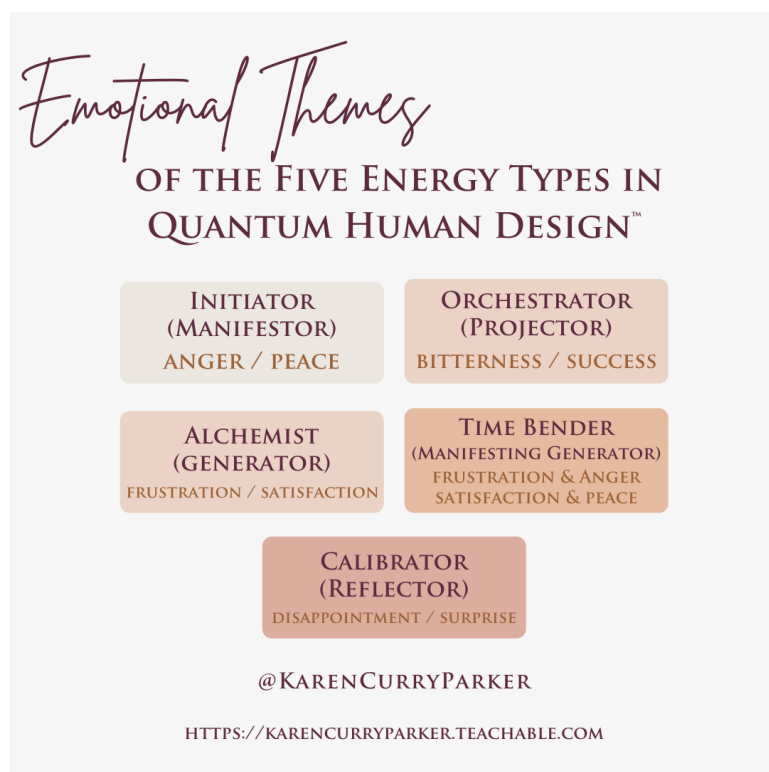 Emotional Themes
of the Five Energy Types in
Quantum Human Design™
Initiator
(Manifestor)
anger / peace
Orchestrator
(Projector)
bitterness / success
Alchemist
(generator)
frustration / satisfaction
Time Bender
(Manifesting Generator)
frustration & Anger
satisfaction & peace
Calibrator
(Reflector)
disappointment / surprise
@KarenCurryParker
https://karencurryparker.teachable.com